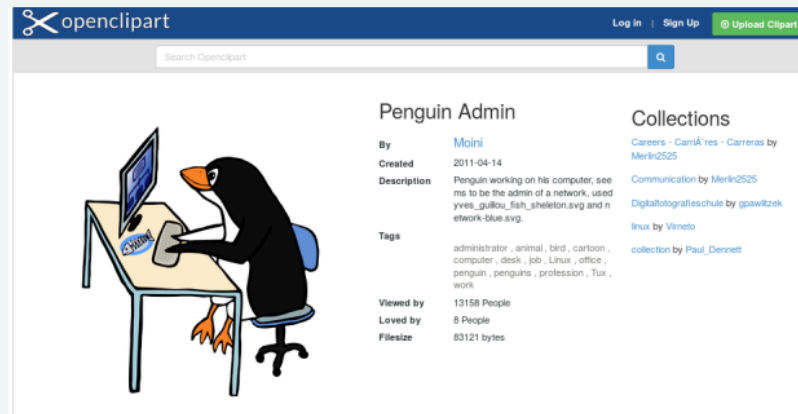 openclipart
Log in | Sign Up
Upload Clipart
Search Openclipart
Penguin Admin
By Moini
Created 2011-04-14
Description Penguin working on his computer, see
ms to be the admin of a network, used
yves_guillou_fish_sheleton.svg and n
etwork-blue.svg.
Tags
administrator , animal , bird , cartoon ,
computer , desk , job , Linux , office ,
penguin , penguins , profession , Tux ,
work
Viewed by 13158 People
Loved by 8 People
Filesize 83121 bytes
Collections
Careers - CarriÃ¨res - Carreras by
Merlin2525
Communication by Merlin2525
Digitalfotografieschule by gpawlitzek
linux by Virneto
collection by Paul_Dennett